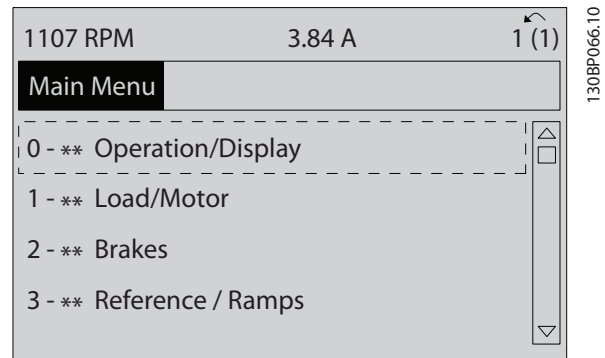 1107 RPM 3.84 A 1 (1)
Main Menu
0 - ** Operation/Display
1 - ** Load/Motor
2 - ** Brakes
3 - ** Reference / Ramps
130BP066.10